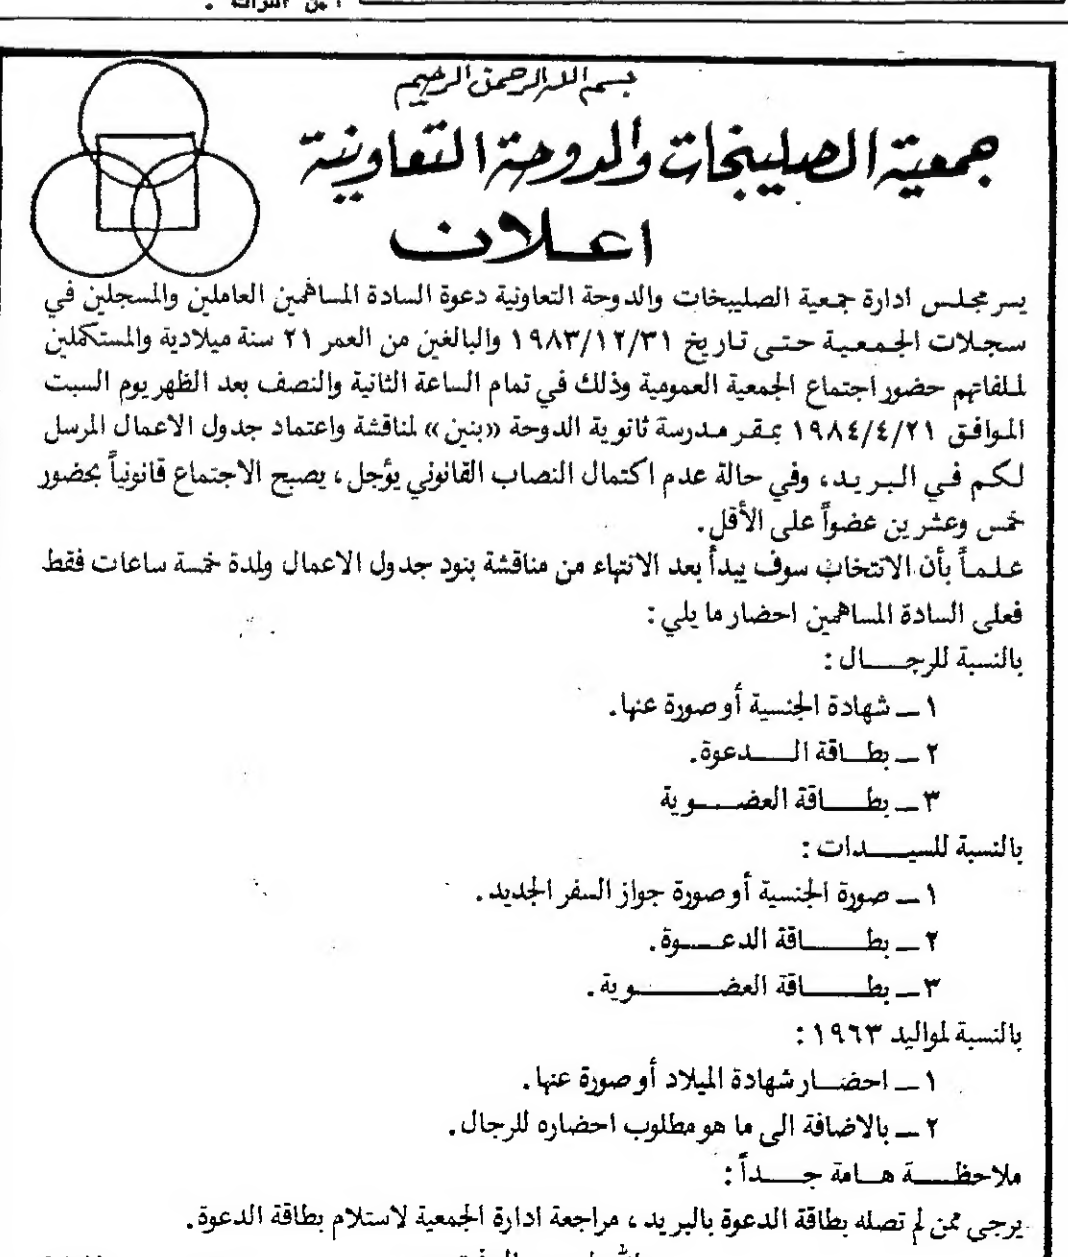 بسم الله الرحمن الرحيم
جمعية الصليبخات والدوحة التعاونية
اعلان
يسر مجلس ادارة جمعية الصليبخات والدوحة التعاونية دعوة السادة المساهمين العاملين والمسجلين في
سجلات الجمعية حتى تاريخ ١٩٨٣/١٢/٣١ والبالغين من العمر ٢١ سنة ميلادية والمستكملين
لملفاتهم حضور اجتماع الجمعية العمومية وذلك في تمام الساعة الثانية والنصف بعد الظهر يوم السبت
الموافق ١٩٨٤/٤/٢١ بمقر مدرسة ثانوية الدوحة «بنين» لمناقشة واعتماد جدول الاعمال المرسل
لكم في البريد، وفي حالة عدم اكتمال النصاب القانوني يؤجل، يصبح الاجتماع قانونياً بحضور
خمس وعشرين عضواً على الأقل.
علماً بأن الانتخاب سوف يبدأ بعد الانتهاء من مناقشة بنود جدول الاعمال ولمدة خمسة ساعات فقط
فعلى السادة المساهمين احضار ما يلي:
بالنسبة للرجال:
١ ـ شهادة الجنسية أو صورة عنها.
٢ ـ بطاقة الدعوة.
٣ ـ بطاقة العضوية
بالنسبة للسيدات:
١ ـ صورة الجنسية أو صورة جواز السفر الجديد.
٢ ـ بطاقة الدعوة.
٣ ـ بطاقة العضوية.
بالنسبة لمواليد ١٩٦٣:
١ ـ احضار شهادة الميلاد أو صورة عنها.
٢ ـ بالاضافة الى ما هو مطلوب احضاره للرجال.
ملاحظة هامة جداً:
يرجى ممن لم تصله بطاقة الدعوة بالبريد، مراجعة ادارة الجمعية لاستلام بطاقة الدعوة.